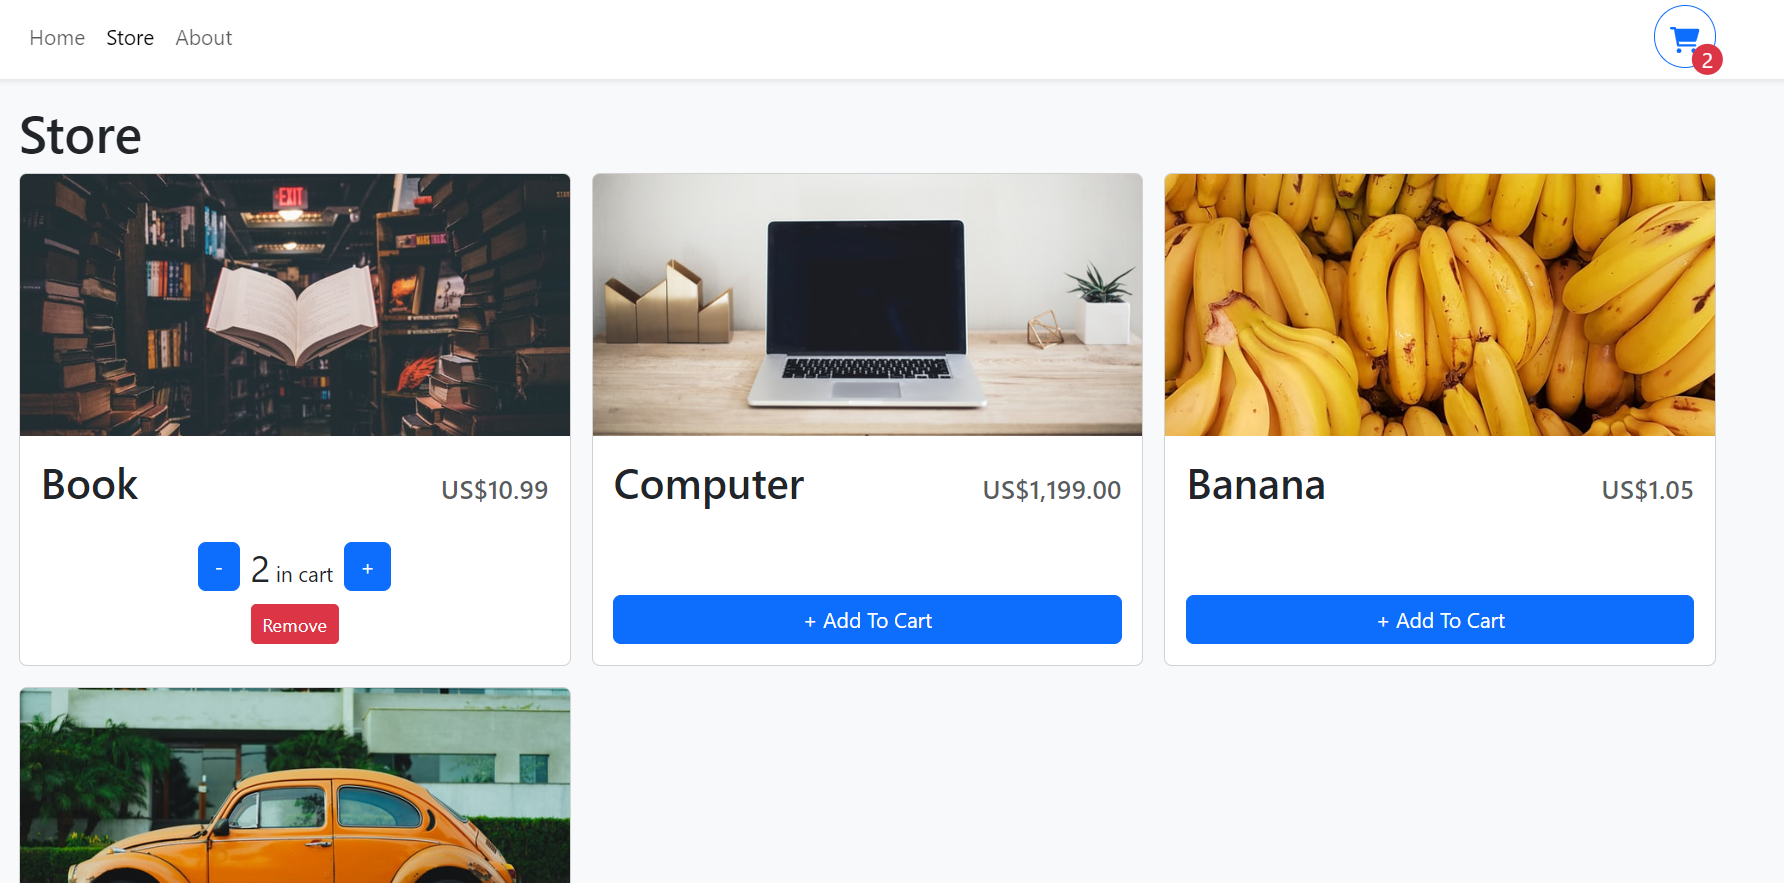 Home Store About
2
Store
EXIT
Book US$10.99
- 2 in cart +
Remove
Computer US$1,199.00
+ Add To Cart
Banana US$1.05
+ Add To Cart